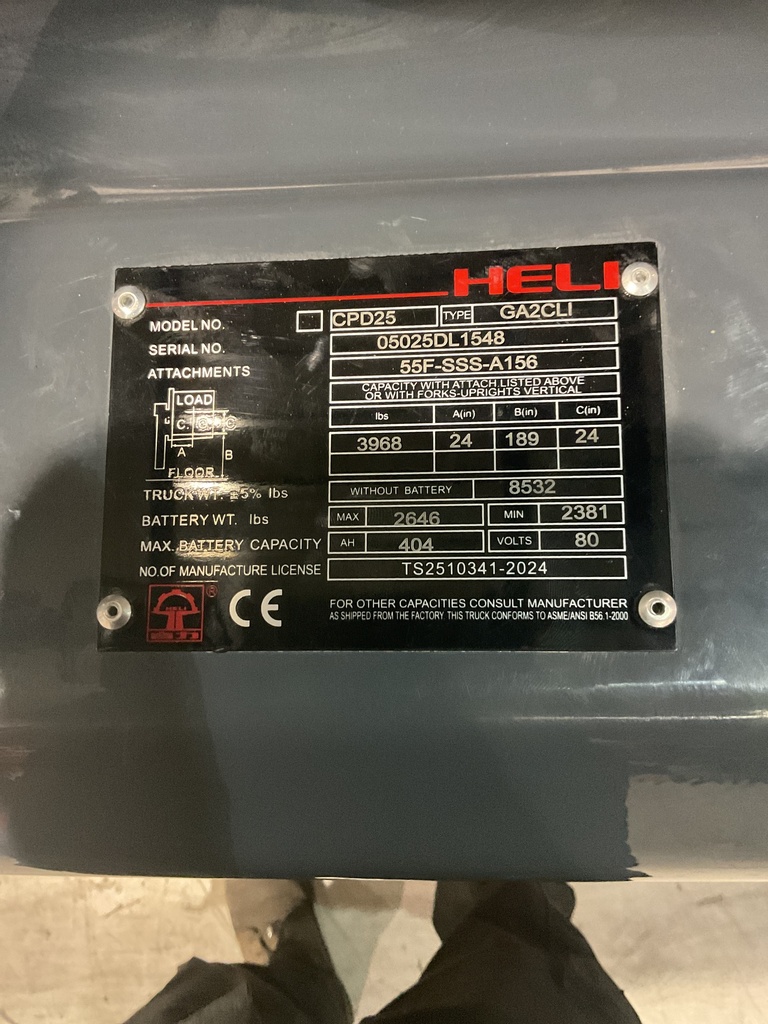 HELI
MODEL NO. CPD25 TYPE GA2CLI
SERIAL NO. 05025DL1548
ATTACHMENTS 55F-SSS-A156
CAPACITY WITH ATTACH LISTED ABOVE
OR WITH FORKS-UPRIGHTS VERTICAL
LOAD
C. G. C
A
B
FLOOR
lbs A(in) B(in) C(in)
3968 24 189 24
TRUCK WT. ±5% lbs WITHOUT BATTERY 8532
BATTERY WT. lbs MAX 2646 MIN 2381
MAX. BATTERY CAPACITY AH 404 VOLTS 80
NO.OF MANUFACTURE LICENSE TS2510341-2024
HELI
合力
®
CE
FOR OTHER CAPACITIES CONSULT MANUFACTURER
AS SHIPPED FROM THE FACTORY. THIS TRUCK CONFORMS TO ASME/ANSI B56.1-2000